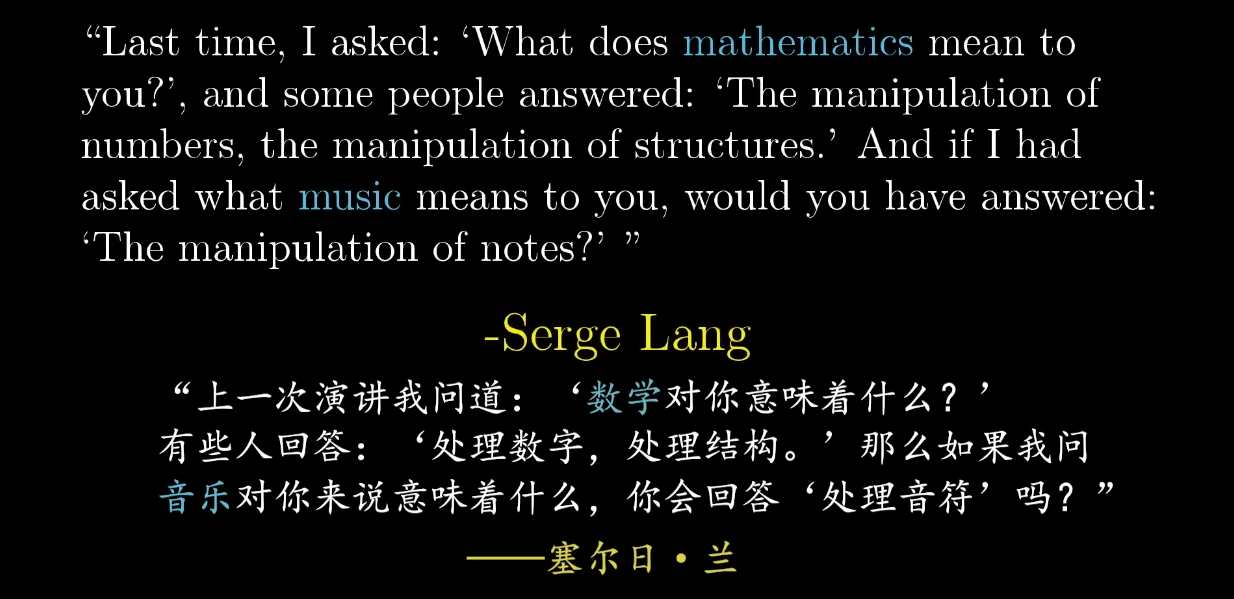 “Last time, I asked: ‘What does mathematics mean to
you?’, and some people answered: ‘The manipulation of
numbers, the manipulation of structures.’ And if I had
asked what music means to you, would you have answered:
‘The manipulation of notes?’ ”
-Serge Lang
“上一次演讲我问道：‘数学对你意味着什么？’
有些人回答：‘处理数字，处理结构。’那么如果我问
音乐对你来说意味着什么，你会回答‘处理音符’吗？”
——塞尔日·兰